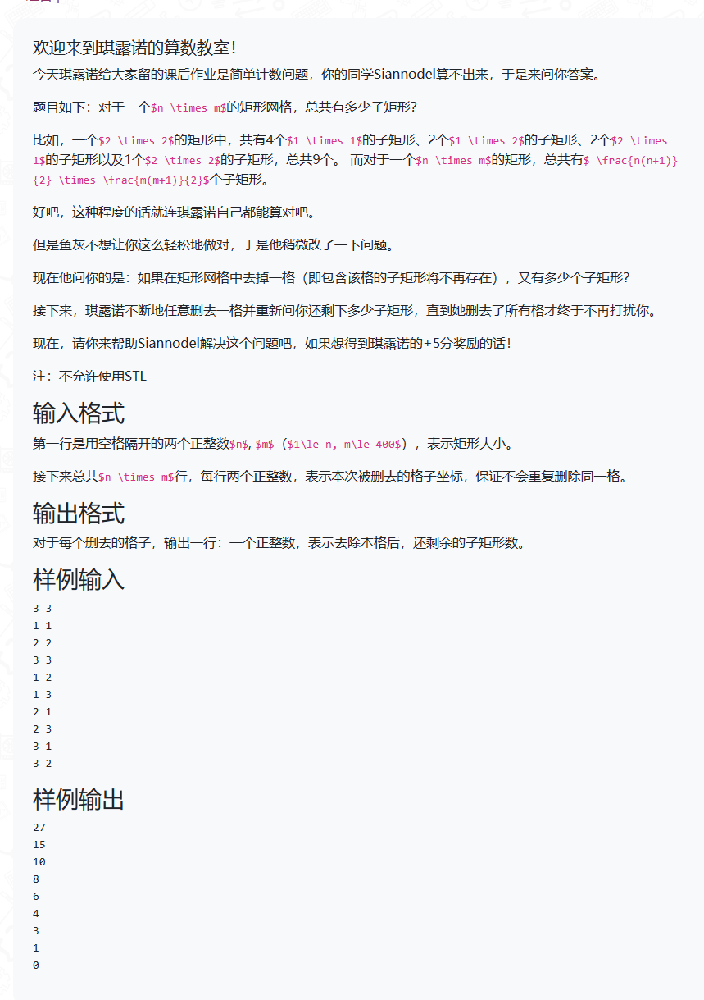 欢迎来到琪露诺的算数教室！
今天琪露诺给大家留的课后作业是简单计数问题，你的同学Siannodel算不出来，于是来问你答案。
题目如下：对于一个$n \times m$的矩形网格，总共有多少子矩形？
比如，一个$2 \times 2$的矩形中，共有4个$1 \times 1$的子矩形、2个$1 \times 2$的子矩形、2个$2 \times
1$的子矩形以及1个$2 \times 2$的子矩形，总共9个。 而对于一个$n \times m$的矩形，总共有$ \frac{n(n+1)}
{2} \times \frac{m(m+1)}{2}$个子矩形。
好吧，这种程度的话就连琪露诺自己都能算对吧。
但是鱼灰不想让你这么轻松地做对，于是他稍微改了一下问题。
现在他问你的是：如果在矩形网格中去掉一格（即包含该格的子矩形将不再存在），又有多少个子矩形？
接下来，琪露诺不断地任意删去一格并重新问你还剩下多少子矩形，直到她删去了所有格才终于不再打扰你。
现在，请你来帮助Siannodel解决这个问题吧，如果想得到琪露诺的+5分奖励的话！
注：不允许使用STL
输入格式
第一行是用空格隔开的两个正整数$n$, $m$（$1\le n, m\le 400$），表示矩形大小。
接下来总共$n \times m$行，每行两个正整数，表示本次被删去的格子坐标，保证不会重复删除同一格。
输出格式
对于每个删去的格子，输出一行：一个正整数，表示去除本格后，还剩余的子矩形数。
样例输入
3 3
1 1
2 2
3 3
1 2
1 3
2 1
2 3
3 1
3 2
样例输出
27
15
10
8
6
4
3
1
0